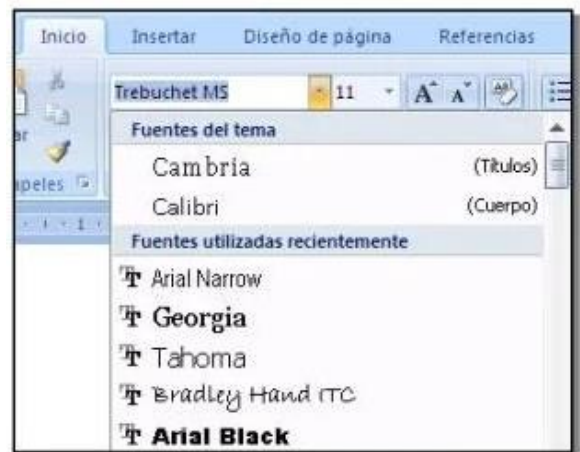 Inicio Insertar Diseño de página Referencias
Trebuchet MS 11 A A
Fuentes del tema
Cambria (Títulos)
Calibri (Cuerpo)
Fuentes utilizadas recientemente
Arial Narrow
Georgia
Tahoma
Bradley Hand ITC
Arial Black